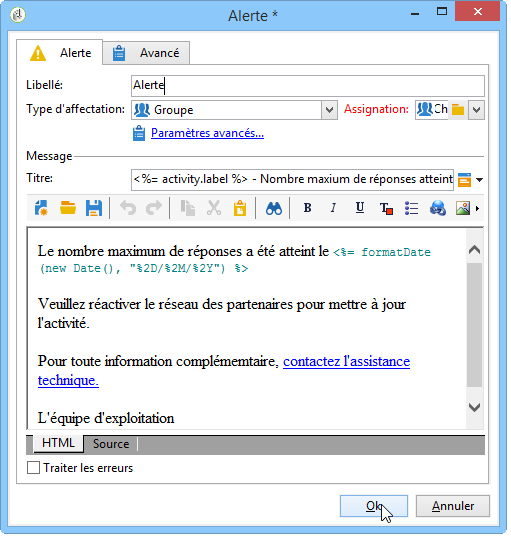 Alerte *
Alerte
Avancé
Libellé:
Alerte
Type d'affectation:
Groupe
Assignation:
Ch
Paramètres avancés...
Message
Titre:
<%= activity.label %> - Nombre maxium de réponses atteint
B I U T
Le nombre maximum de réponses a été atteint le <%= formatDate
(new Date(), "%2D/%2M/%2Y") %>
Veuillez réactiver le réseau des partenaires pour mettre à jour
l'activité.
Pour toute information complémemtaire, contactez l'assistance
technique.
L'équipe d'exploitation
HTML
Source
Traiter les erreurs
Ok
Annuler